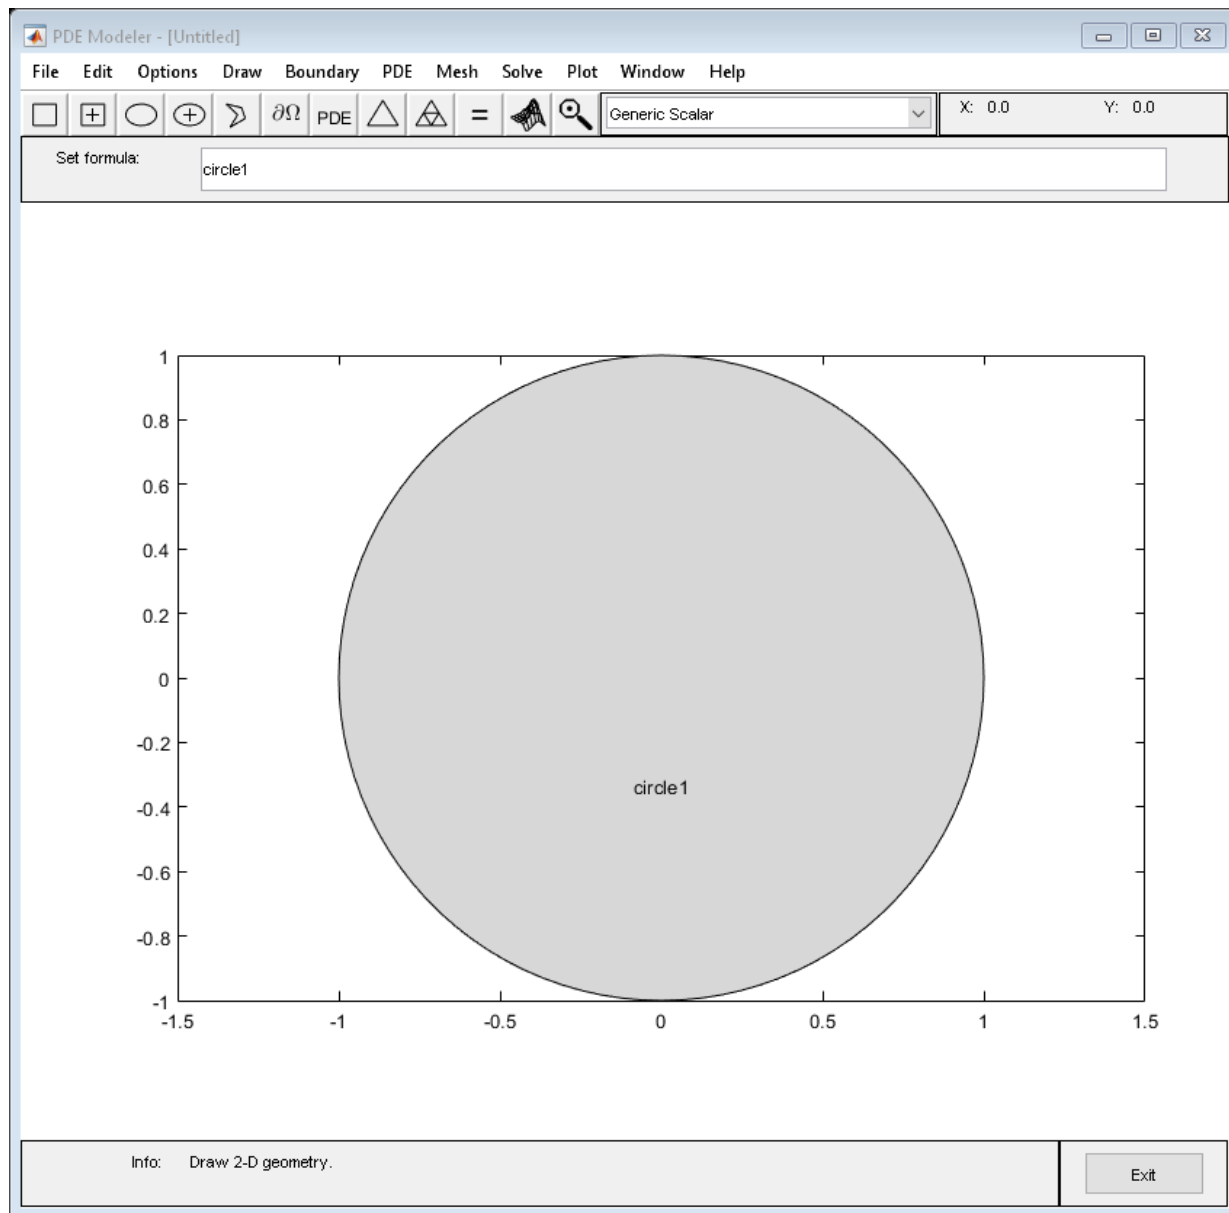 PDE Modeler - [Untitled]
File Edit Options Draw Boundary PDE Mesh Solve Plot Window Help
∂Ω PDE = Generic Scalar X: 0.0 Y: 0.0
Set formula: circle1
1
0.8
0.6
0.4
0.2
0
-0.2
circle1
-0.4
-0.6
-0.8
-1
-1.5 -1 -0.5 0 0.5 1 1.5
Info: Draw 2-D geometry. Exit